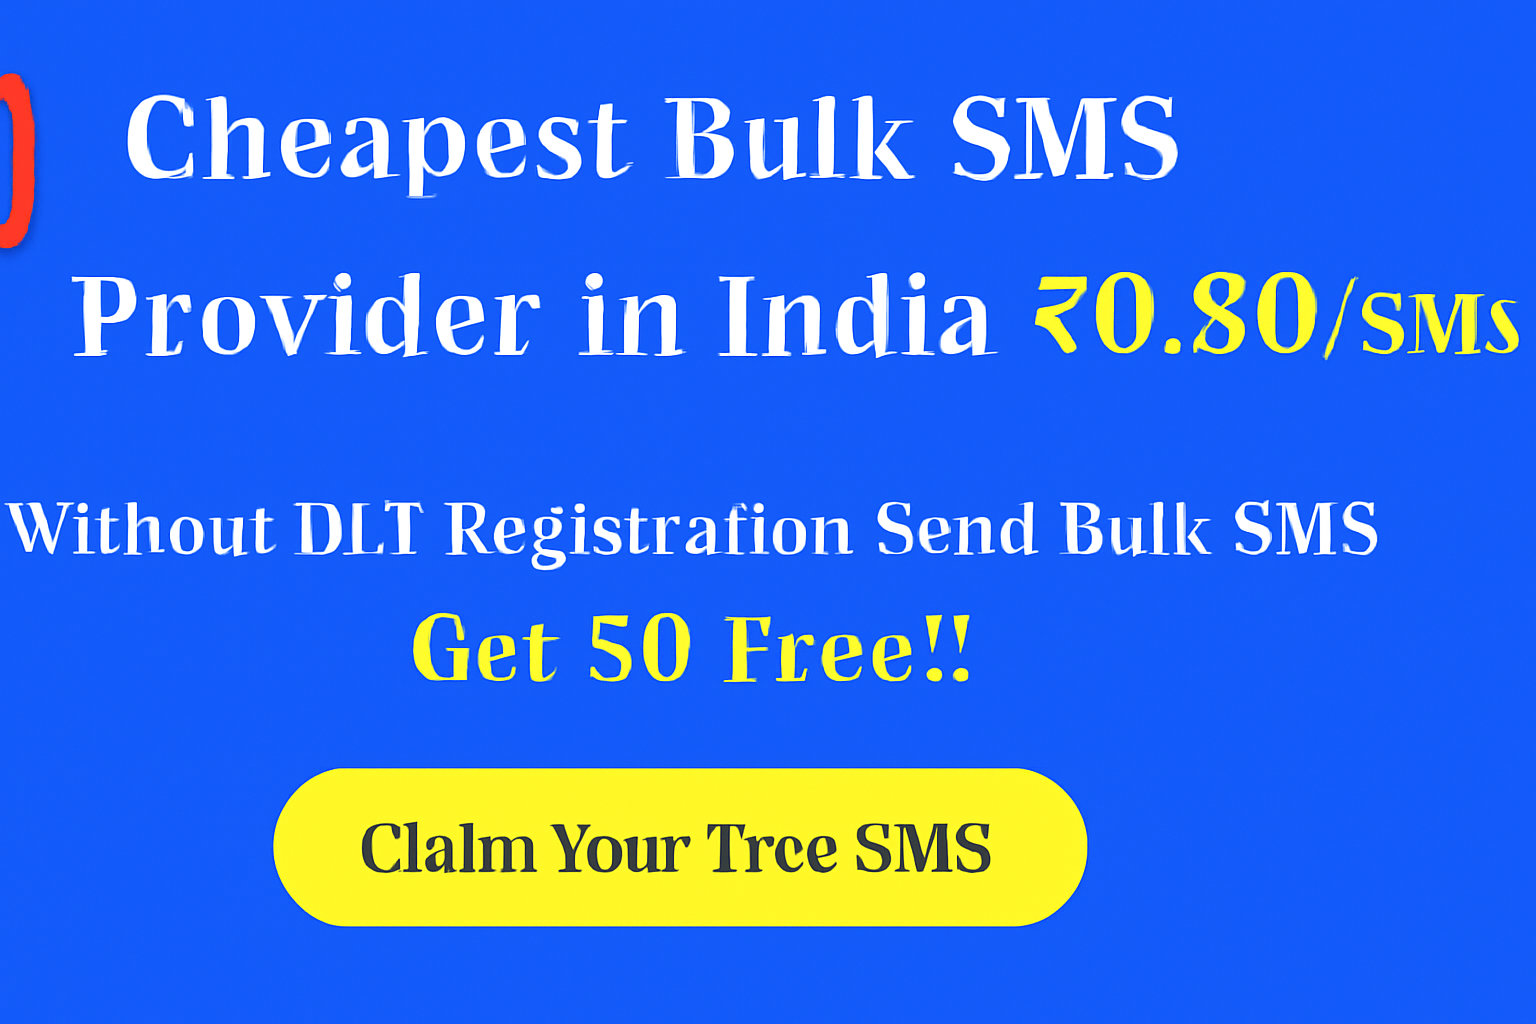 Cheapest Bulk SMS
Provider in India ₹0.80/SMS
Without DLT Registrafion Send Bulk SMS
Get 50 Free!!
Clalm Your Trce SMS